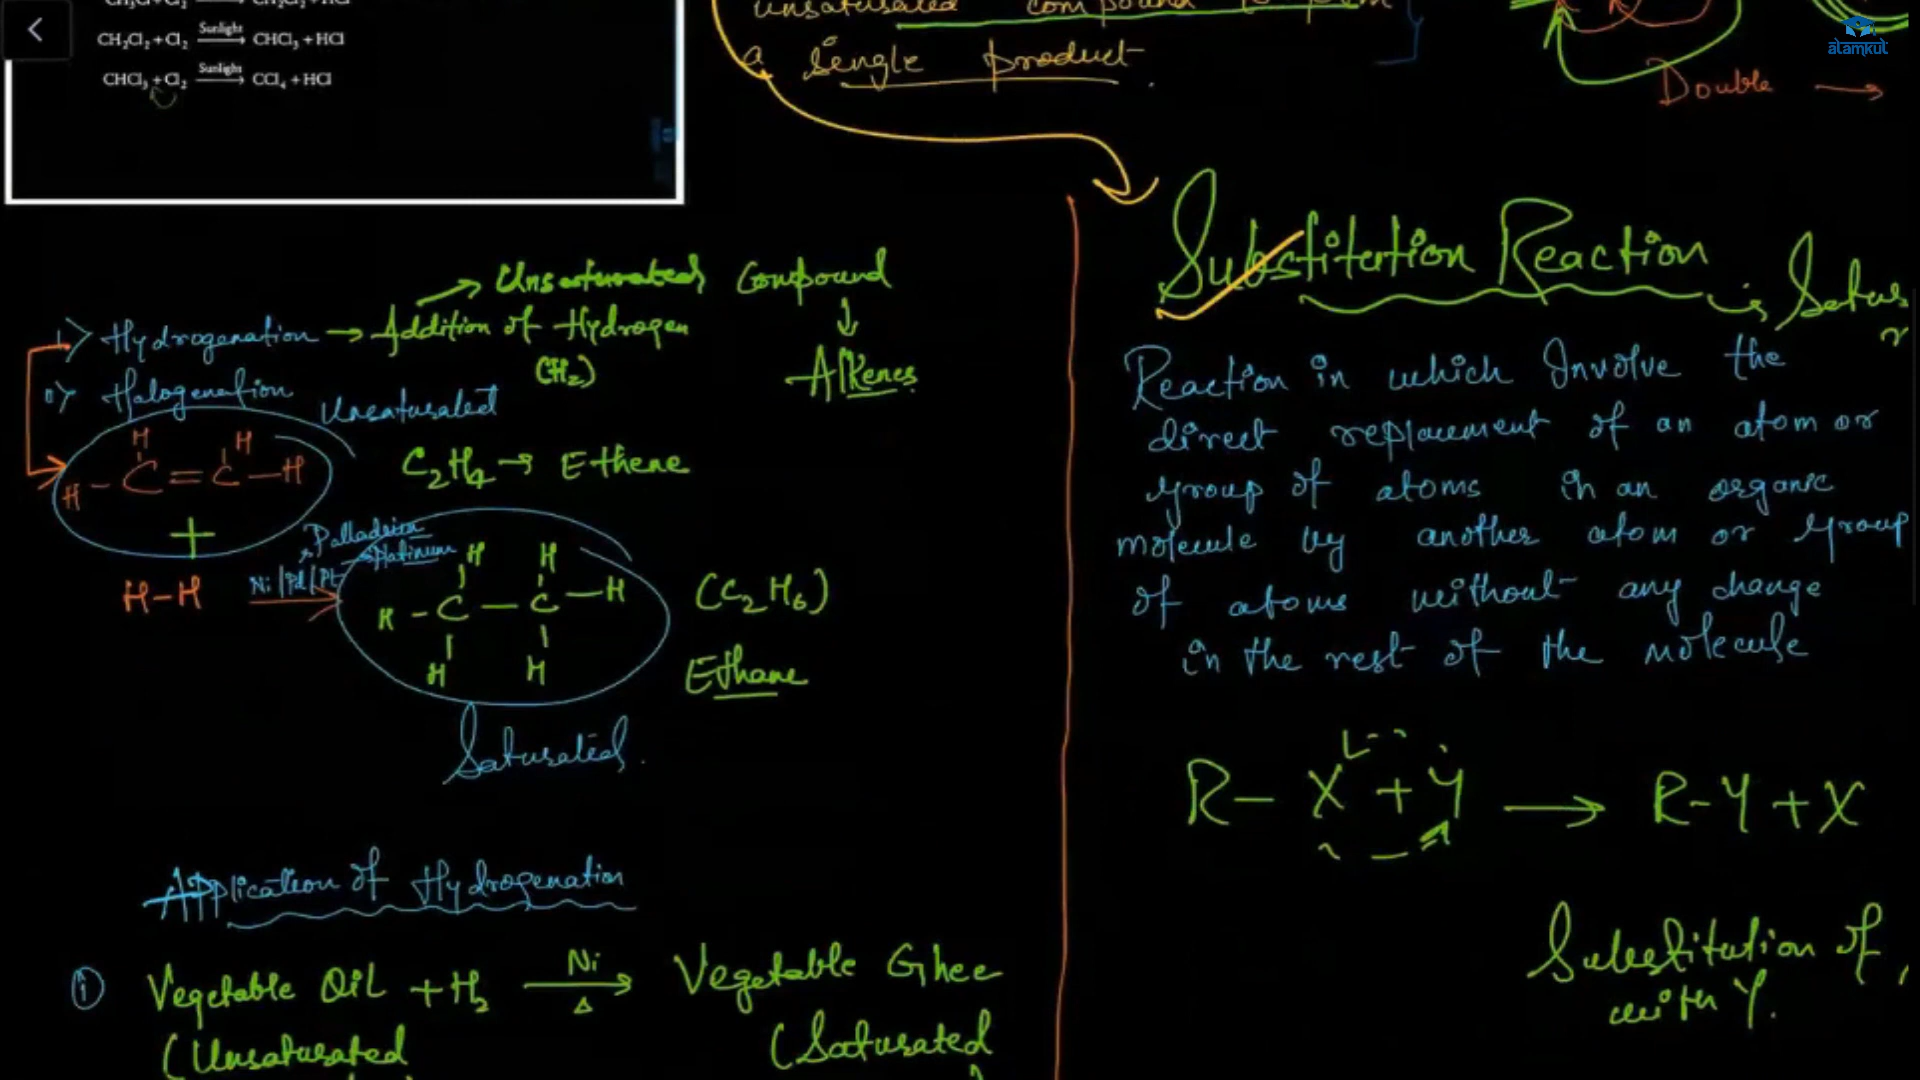 CH₂Cl₂ + Cl₂ Sunlight → CHCl₃ + HCl
CHCl₃ + Cl₂ Sunlight → CCl₄ + HCl
unsaturated compound
a single product.
alamkul
Double →
Substitution Reaction
Reaction in which Involve the
direct replacement of an atom or
group of atoms in an organic
molecule by another atom or group
of atoms without any change
in the rest of the molecule
R - X + Y → R - Y + X
Substitution of
with Y.
→ Unsaturated Compound
↓
Alkenes
Hydrogenation → Addition of Hydrogen
(H₂)
Halogenation
Unsaturated
H H
H - C = C - H
C₂H₄ → Ethene
+
Palladium
Platinum
H-H Ni/Pd/Pt →
H H
H - C - C - H
H H
(C₂H₆)
Ethane
Saturated.
Application of Hydrogenation
① Vegetable Oil + H₂ Ni → Δ Vegetable Ghee
(Unsaturated (Saturated